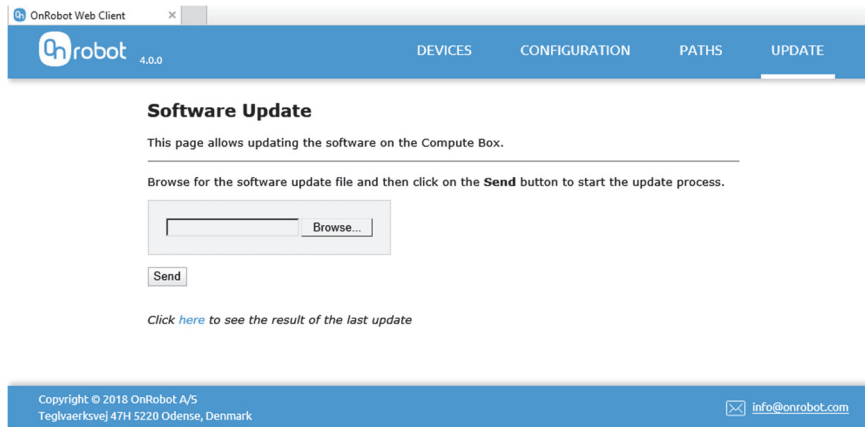 OnRobot Web Client ×
OnRobot 4.0.0 DEVICES CONFIGURATION PATHS UPDATE
Software Update
This page allows updating the software on the Compute Box.
Browse for the software update file and then click on the Send button to start the update process.
Browse...
Send
Click here to see the result of the last update
Copyright © 2018 OnRobot A/S
Teglvaerksvej 47H 5220 Odense, Denmark
info@onrobot.com